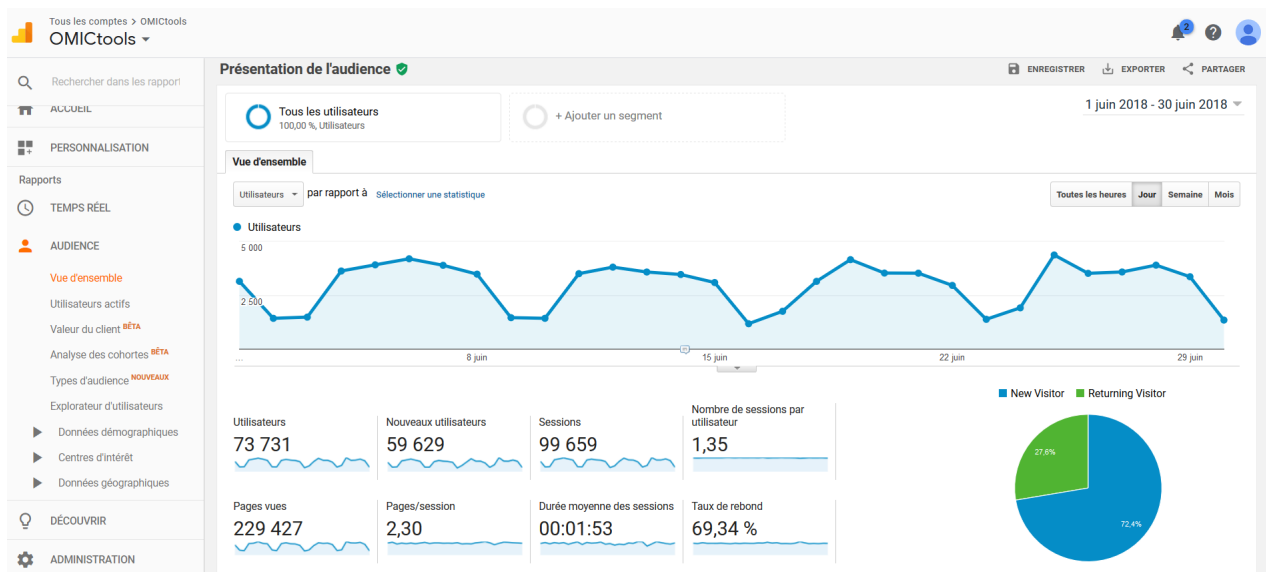 Tous les comptes > OMICtools
OMICtools
2
Rechercher dans les rapport
ACCUEIL
PERSONNALISATION
Rapports
TEMPS RÉEL
AUDIENCE
Vue d'ensemble
Utilisateurs actifs
Valeur du client BÊTA
Analyse des cohortes BÊTA
Types d'audience NOUVEAUX
Explorateur d'utilisateurs
Données démographiques
Centres d'intérêt
Données géographiques
DÉCOUVRIR
ADMINISTRATION
Présentation de l'audience
ENREGISTRER EXPORTER PARTAGER
Tous les utilisateurs
100,00 %, Utilisateurs
+ Ajouter un segment
1 juin 2018 - 30 juin 2018
Vue d'ensemble
Utilisateurs par rapport à Sélectionner une statistique
Toutes les heures Jour Semaine Mois
Utilisateurs
5 000
2 500
... 8 juin 15 juin 22 juin 29 juin
New Visitor Returning Visitor
Utilisateurs
73 731
Nouveaux utilisateurs
59 629
Sessions
99 659
Nombre de sessions par
utilisateur
1,35
Pages vues
229 427
Pages/session
2,30
Durée moyenne des sessions
00:01:53
Taux de rebond
69,34 %
27,6%
72,4%